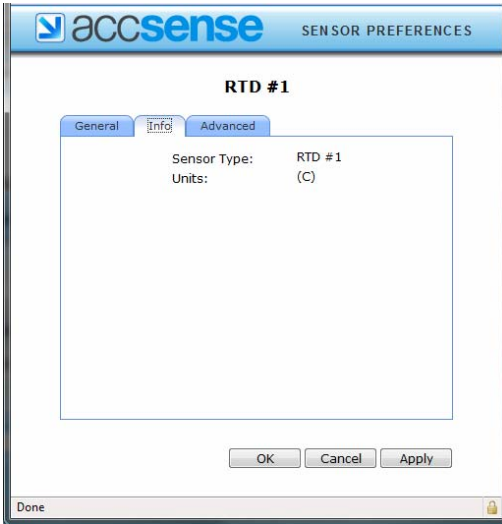 accsense SENSOR PREFERENCES
RTD #1
General Info Advanced
Sensor Type: RTD #1
Units: (C)
OK Cancel Apply
Done